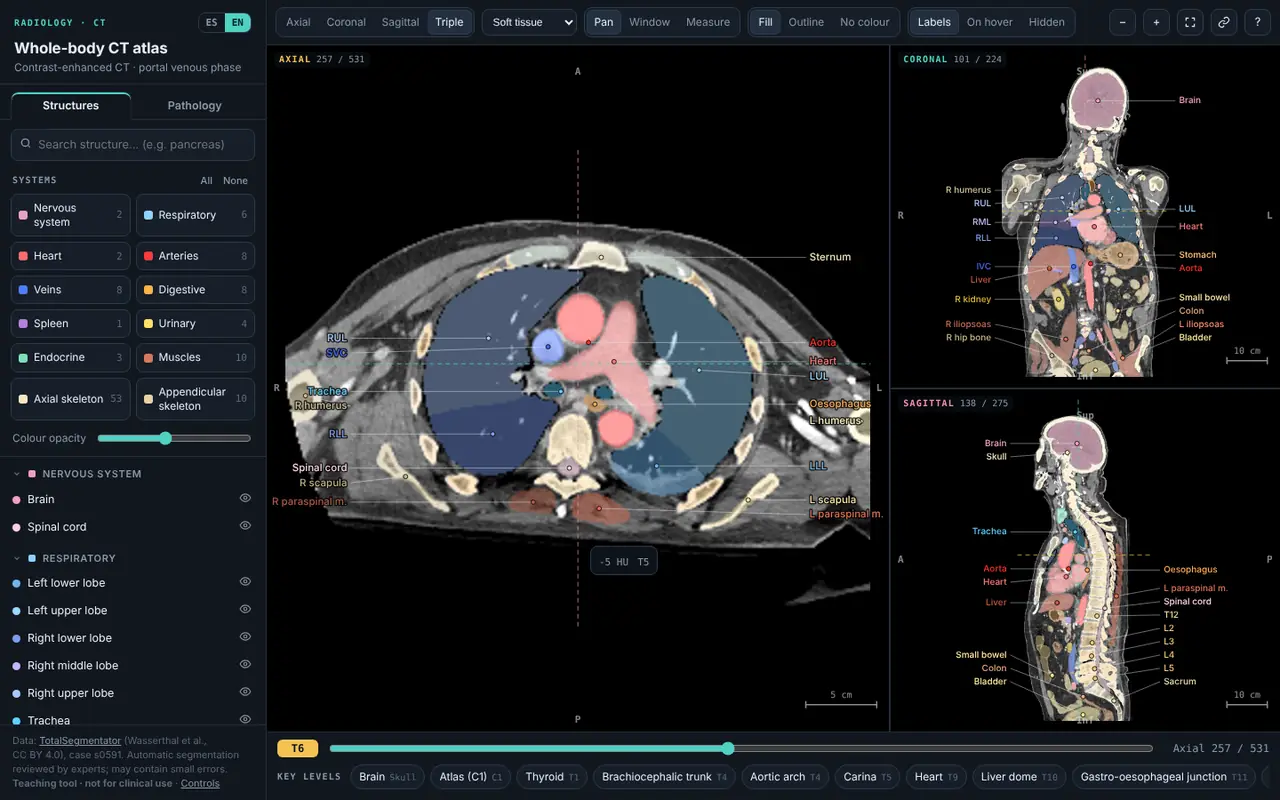 RADIOLOGY · CT
ES EN
Whole-body CT atlas
Contrast-enhanced CT · portal venous phase
Structures Pathology
Search structure... (e.g. pancreas)
SYSTEMS All None
Nervous system 2
Respiratory 6
Heart 2
Arteries 8
Veins 8
Digestive 8
Spleen 1
Urinary 4
Endocrine 3
Muscles 10
Axial skeleton 53
Appendicular skeleton 10
Colour opacity
NERVOUS SYSTEM
Brain
Spinal cord
RESPIRATORY
Left lower lobe
Left upper lobe
Right lower lobe
Right middle lobe
Right upper lobe
Trachea
Data: TotalSegmentator (Wasserthal et al.,
CC BY 4.0), case s0591. Automatic segmentation
reviewed by experts; may contain small errors.
Teaching tool · not for clinical use · Controls
Axial Coronal Sagittal Triple
Soft tissue
Pan Window Measure
Fill Outline No colour
Labels On hover Hidden
− + ?
AXIAL 257 / 531
A
R
L
P
RUL
SVC
Trachea
R humerus
RLL
Spinal cord
R scapula
R paraspinal m.
Sternum
Aorta
Heart
LUL
Oesophagus
L humerus
LLL
L scapula
L paraspinal m.
-5 HU T5
5 cm
CORONAL 101 / 224
Sup
R
L
Inf
Brain
R humerus
RUL
RML
RLL
IVC
Liver
R kidney
R iliopsoas
R hip bone
LUL
Heart
Stomach
Aorta
Small bowel
Colon
L iliopsoas
Bladder
10 cm
SAGITTAL 138 / 275
Sup
A
P
Inf
Brain
Skull
Trachea
Aorta
Heart
Liver
Small bowel
Colon
Bladder
Oesophagus
L paraspinal m.
Spinal cord
T12
L2
L3
L4
L5
Sacrum
10 cm
T6
Axial 257 / 531
KEY LEVELS
Brain Skull
Atlas (C1) C1
Thyroid T1
Brachiocephalic trunk T4
Aortic arch T4
Carina T5
Heart T9
Liver dome T10
Gastro-oesophageal junction T11